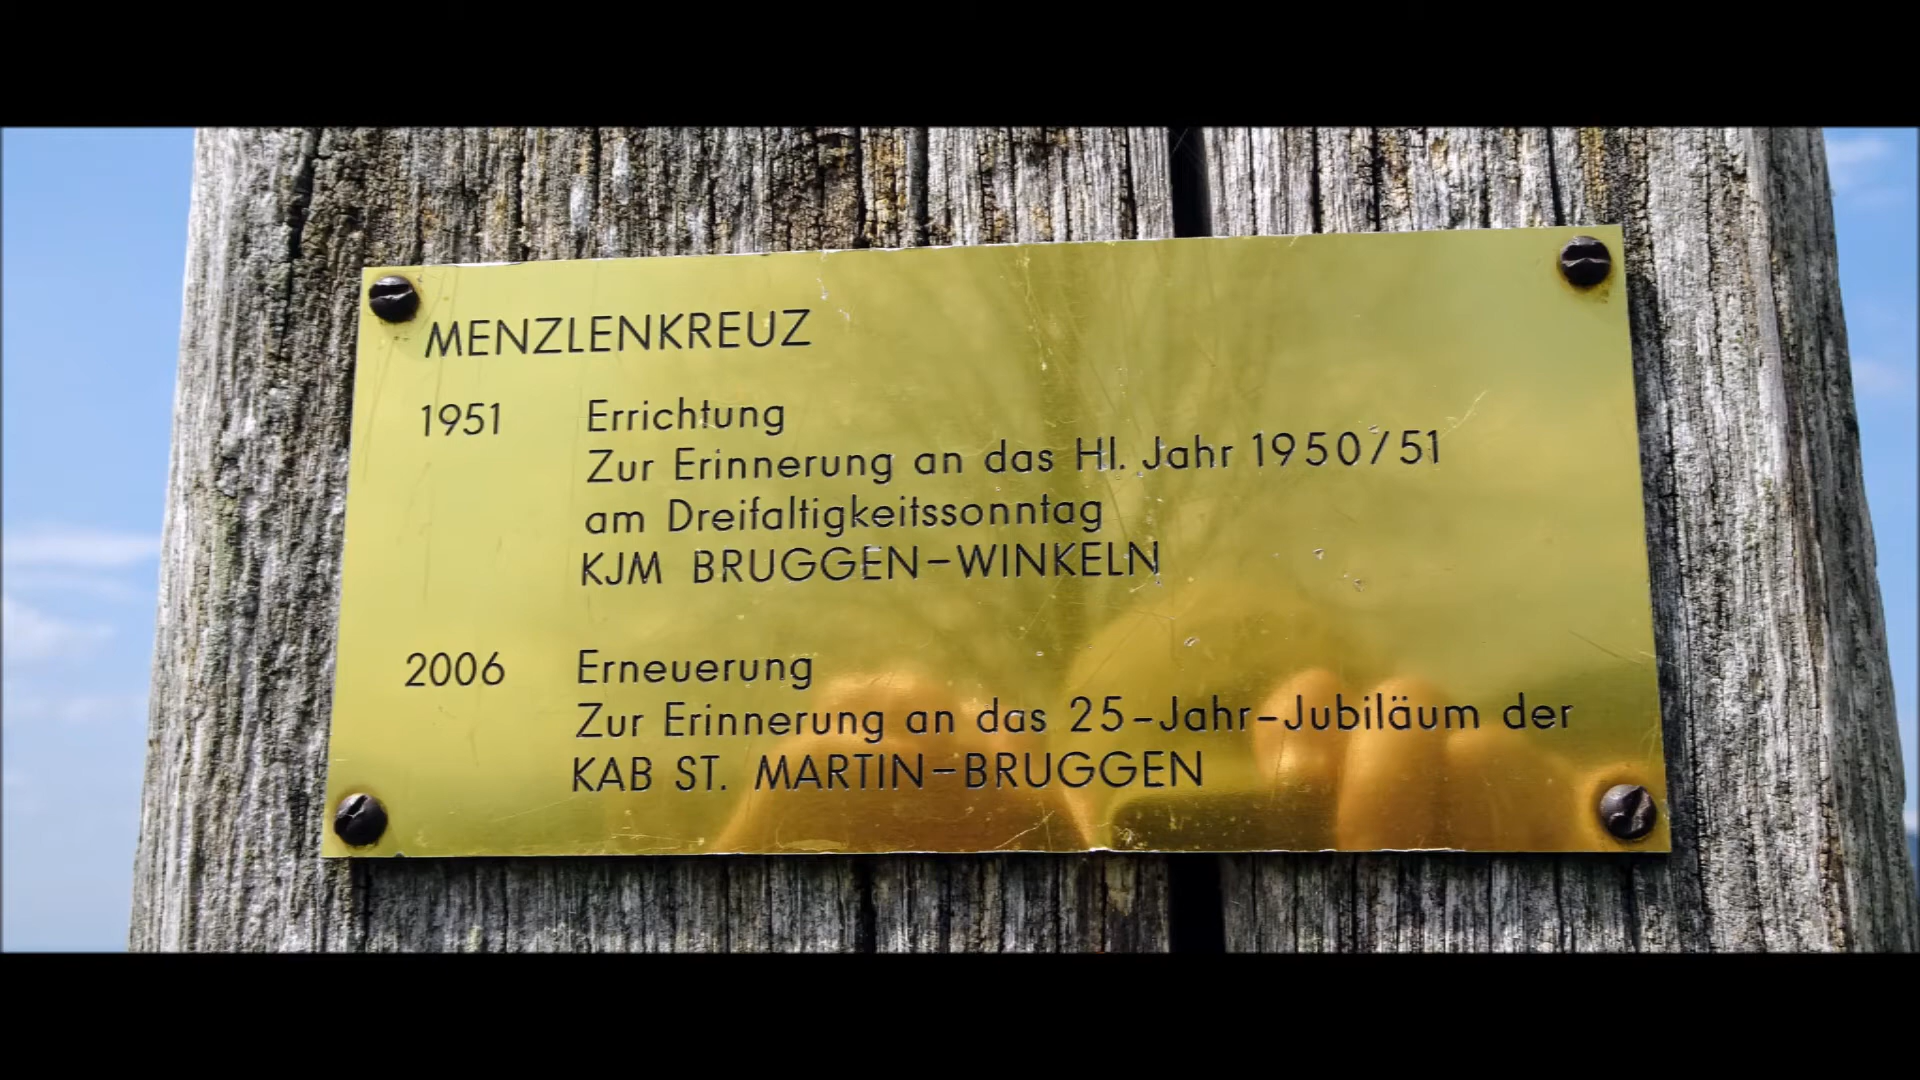 MENZLENKREUZ
1951 Errichtung
Zur Erinnerung an das Hl. Jahr 1950/51
am Dreifaltigkeitssonntag
KJM BRUGGEN-WINKELN
2006 Erneuerung
Zur Erinnerung an das 25-Jahr-Jubiläum der
KAB ST. MARTIN-BRUGGEN